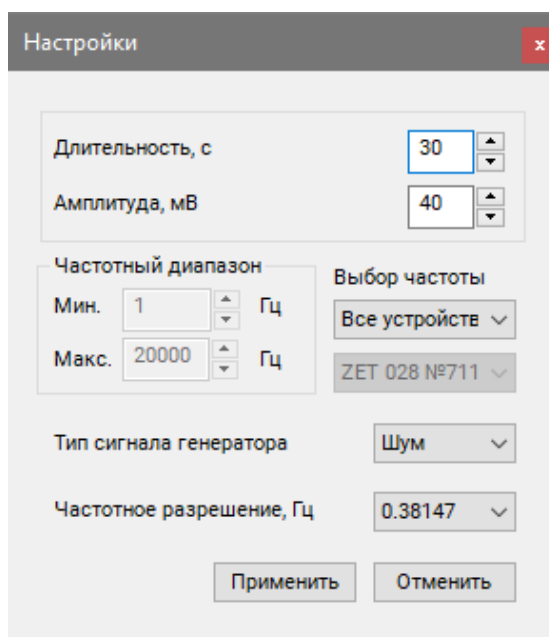 Настройки
x
Длительность, с 30
Амплитуда, мВ 40
Частотный диапазон
Мин. 1 Гц
Макс. 20000 Гц
Выбор частоты
Все устройств
ZET 028 №711
Тип сигнала генератора Шум
Частотное разрешение, Гц 0.38147
Применить Отменить